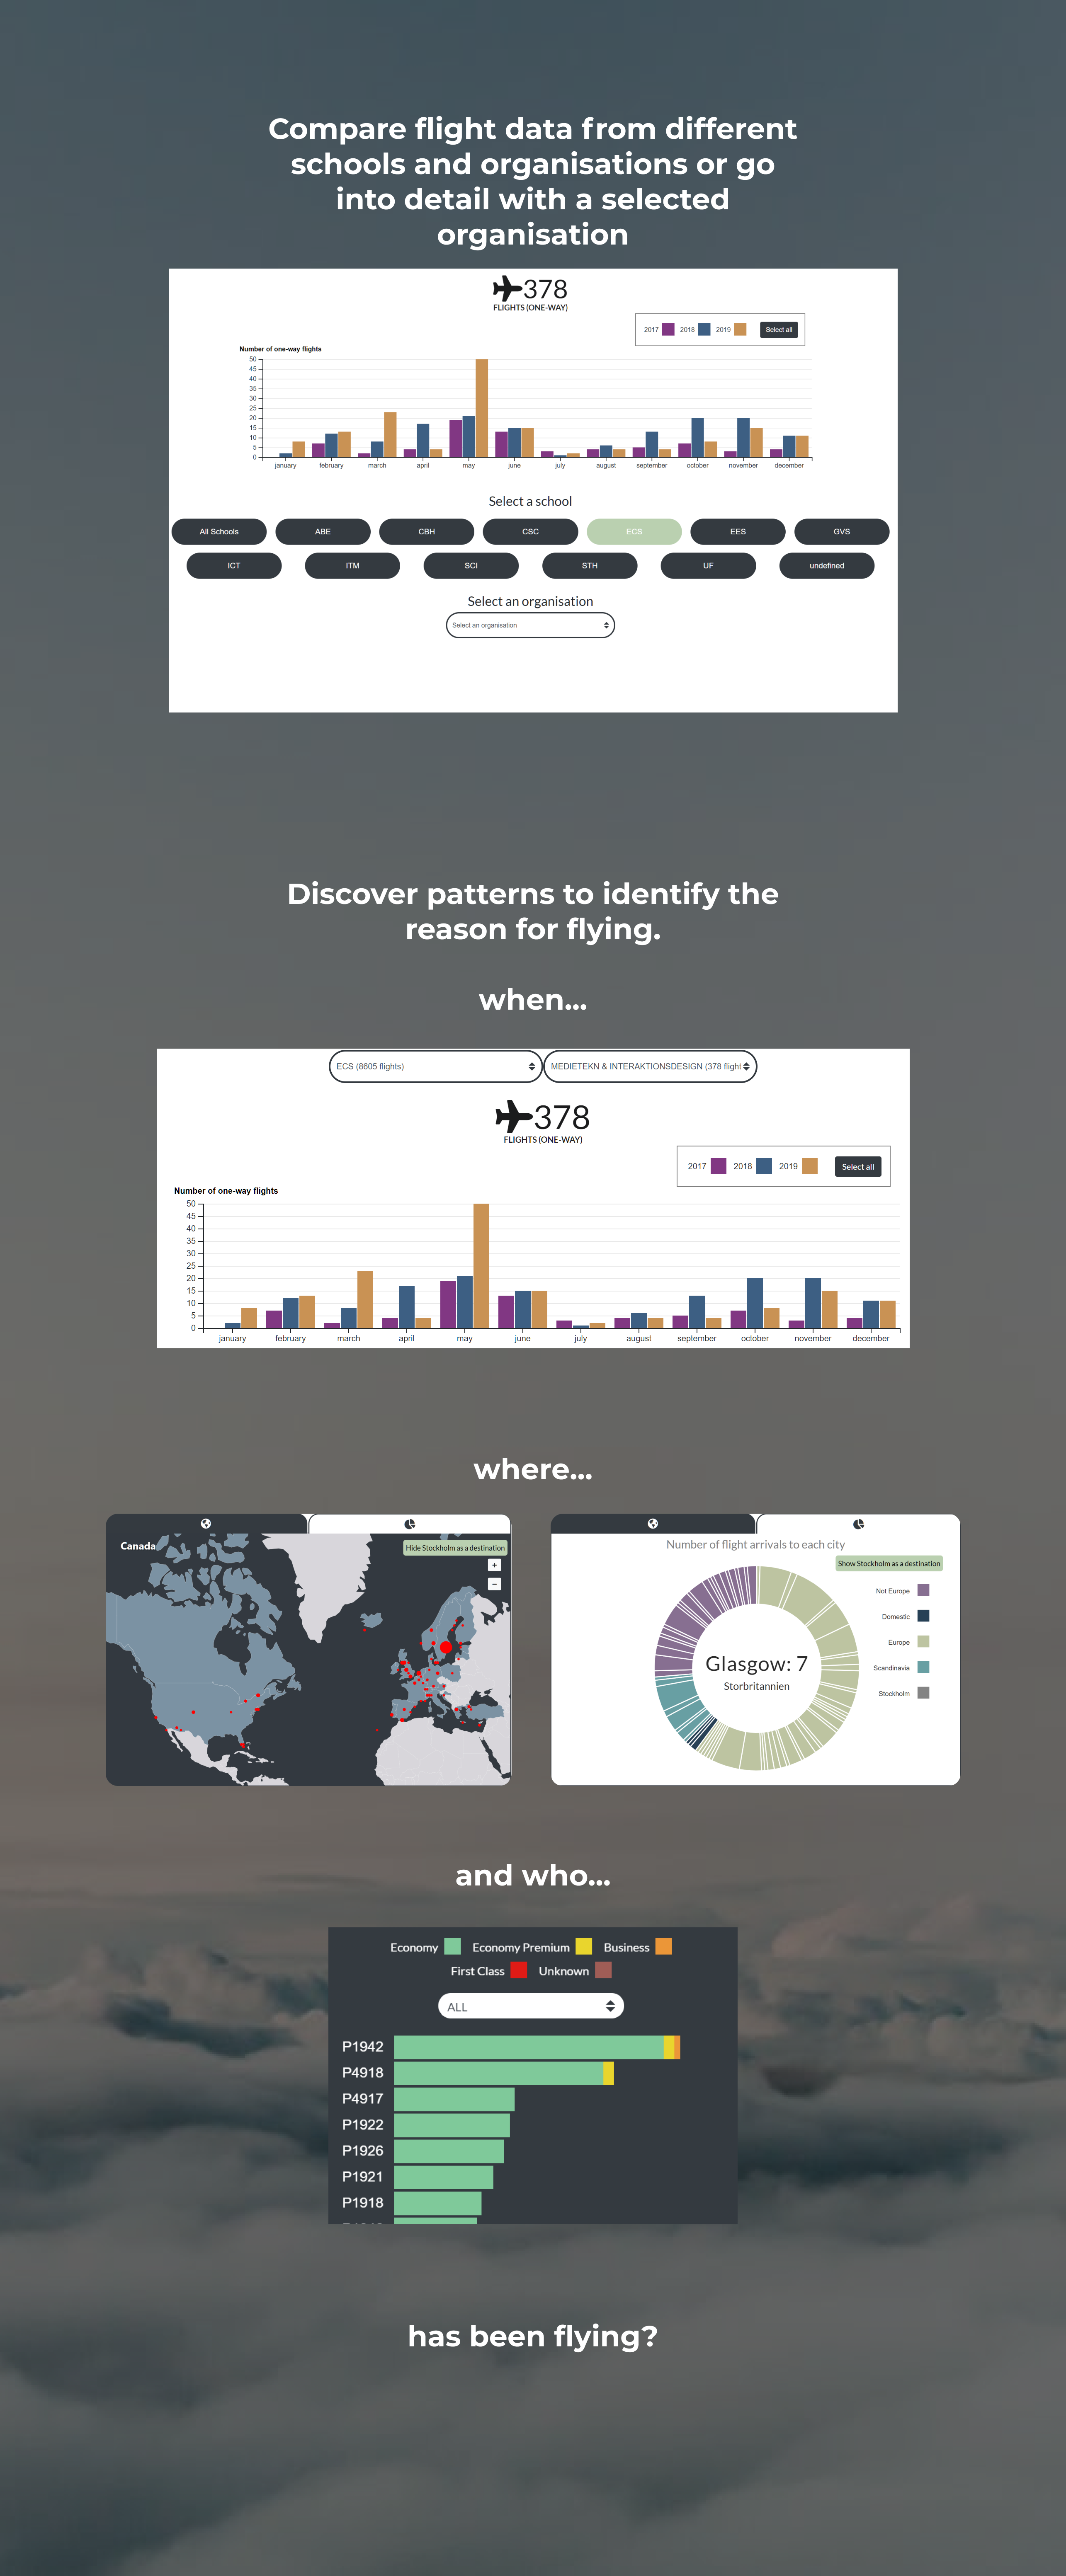 Compare flight data from different
schools and organisations or go
into detail with a selected
organisation
378
FLIGHTS (ONE-WAY)
2017 2018 2019 Select all
Number of one-way flights
50
45
40
35
30
25
20
15
10
5
0
january february march april may june july august september october november december
Select a school
All Schools ABE CBH CSC ECS EES GVS
ICT ITM SCI STH UF undefined
Select an organisation
Select an organisation
Discover patterns to identify the
reason for flying.
when...
ECS (8605 flights) MEDIETEKN & INTERAKTIONSDESIGN (378 flight
378
FLIGHTS (ONE-WAY)
2017 2018 2019 Select all
Number of one-way flights
50
45
40
35
30
25
20
15
10
5
0
january february march april may june july august september october november december
where...
Canada
Hide Stockholm as a destination
+
−
Number of flight arrivals to each city
Show Stockholm as a destination
Not Europe
Domestic
Europe
Scandinavia
Stockholm
Glasgow: 7
Storbritannien
and who...
Economy Economy Premium Business
First Class Unknown
ALL
P1942
P4918
P4917
P1922
P1926
P1921
P1918
has been flying?